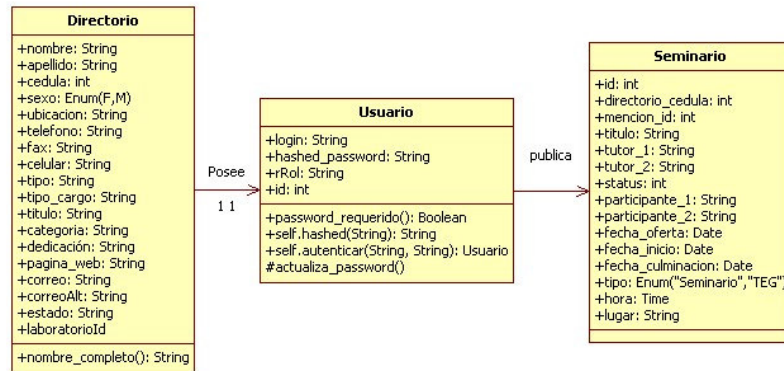 Directorio
+nombre: String
+apellido: String
+cedula: int
+sexo: Enum(F,M)
+ubicacion: String
+telefono: String
+fax: String
+celular: String
+tipo: String
+tipo_cargo: String
+titulo: String
+categoria: String
+dedicación: String
+pagina_web: String
+correo: String
+correoAlt: String
+estado: String
+laboratorioId
+nombre_completo(): String
Posee
1 1
Usuario
+login: String
+hashed_password: String
+rRol: String
+id: int
+password_requerido(): Boolean
+self.hashed(String): String
+self.autenticar(String, String): Usuario
#actualiza_password()
publica
Seminario
+id: int
+directorio_cedula: int
+mencion_id: int
+titulo: String
+tutor_1: String
+tutor_2: String
+status: int
+participante_1: String
+participante_2: String
+fecha_oferta: Date
+fecha_inicio: Date
+fecha_culminacion: Date
+tipo: Enum("Seminario","TEG")
+hora: Time
+lugar: String